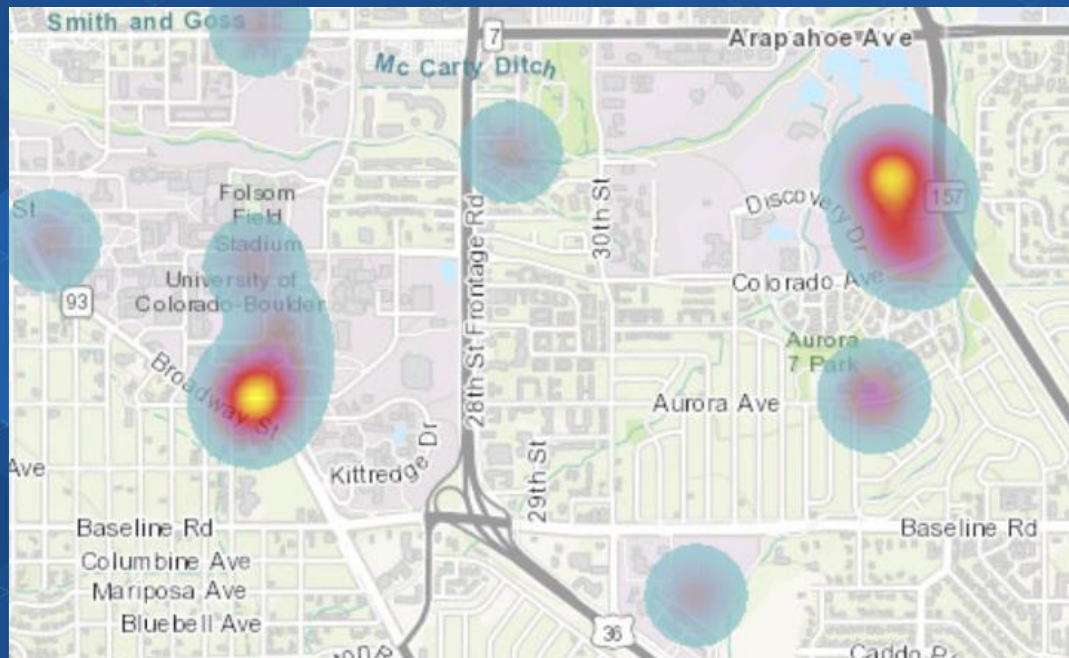 Smith and Goss
7
Arapahoe Ave
Mc Carty Ditch
Folsom
Field
Stadium
St
University of
Colorado-Boulder
93
28th St Frontage Rd
30th St
Discovery Dr
157
Colorado Ave
Broadway St
Aurora
7 Park
Aurora Ave
Kittredge Dr
29th St
Ave
Baseline Rd
Baseline Rd
Columbine Ave
Mariposa Ave
Bluebell Ave
36
Caddo P